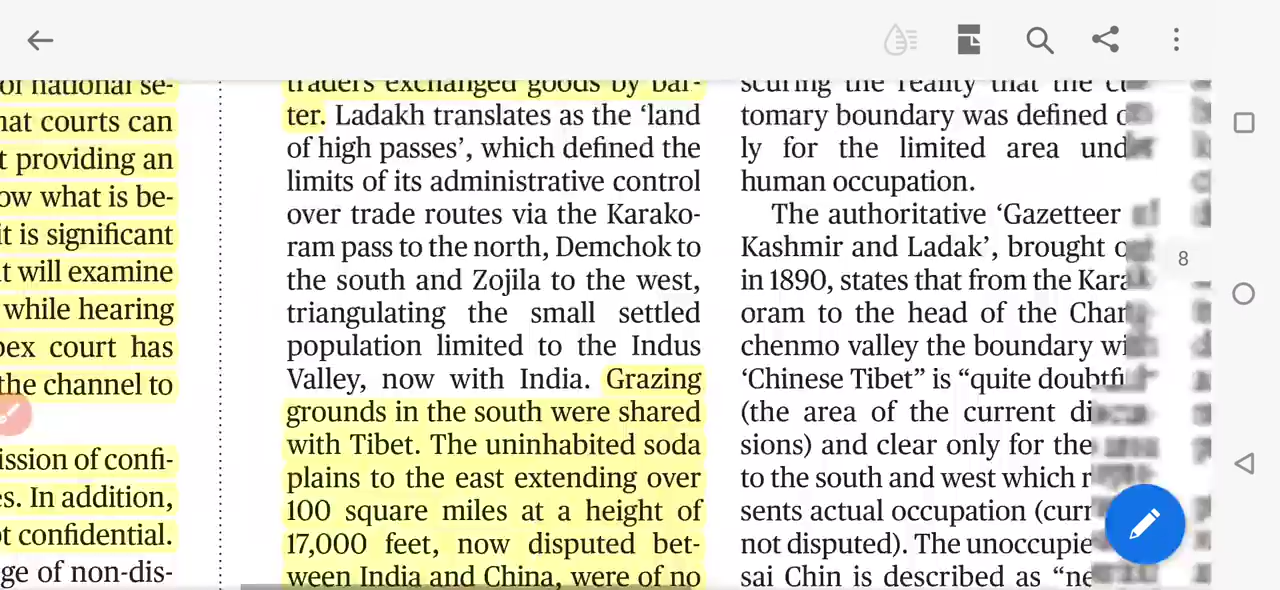 of national se-
hat courts can
t providing an
ow what is be-
it is significant
t will examine
while hearing
pex court has
the channel to
ission of confi-
es. In addition,
ot confidential.
ge of non-dis-
traders exchanged goods by bar-
ter. Ladakh translates as the ‘land
of high passes’, which defined the
limits of its administrative control
over trade routes via the Karako-
ram pass to the north, Demchok to
the south and Zojila to the west,
triangulating the small settled
population limited to the Indus
Valley, now with India. Grazing
grounds in the south were shared
with Tibet. The uninhabited soda
plains to the east extending over
100 square miles at a height of
17,000 feet, now disputed bet-
ween India and China, were of no
scuring the reality that the
tomary boundary was defined
ly for the limited area
human occupation.
The authoritative ‘Gazetteer
Kashmir and Ladak’, brought
in 1890, states that from the
oram to the head of the
chenmo valley the boundary
‘Chinese Tibet” is “quite
(the area of the current
sions) and clear only for the
to the south and west which
sents actual occupation
not disputed). The
sai Chin is described as
8